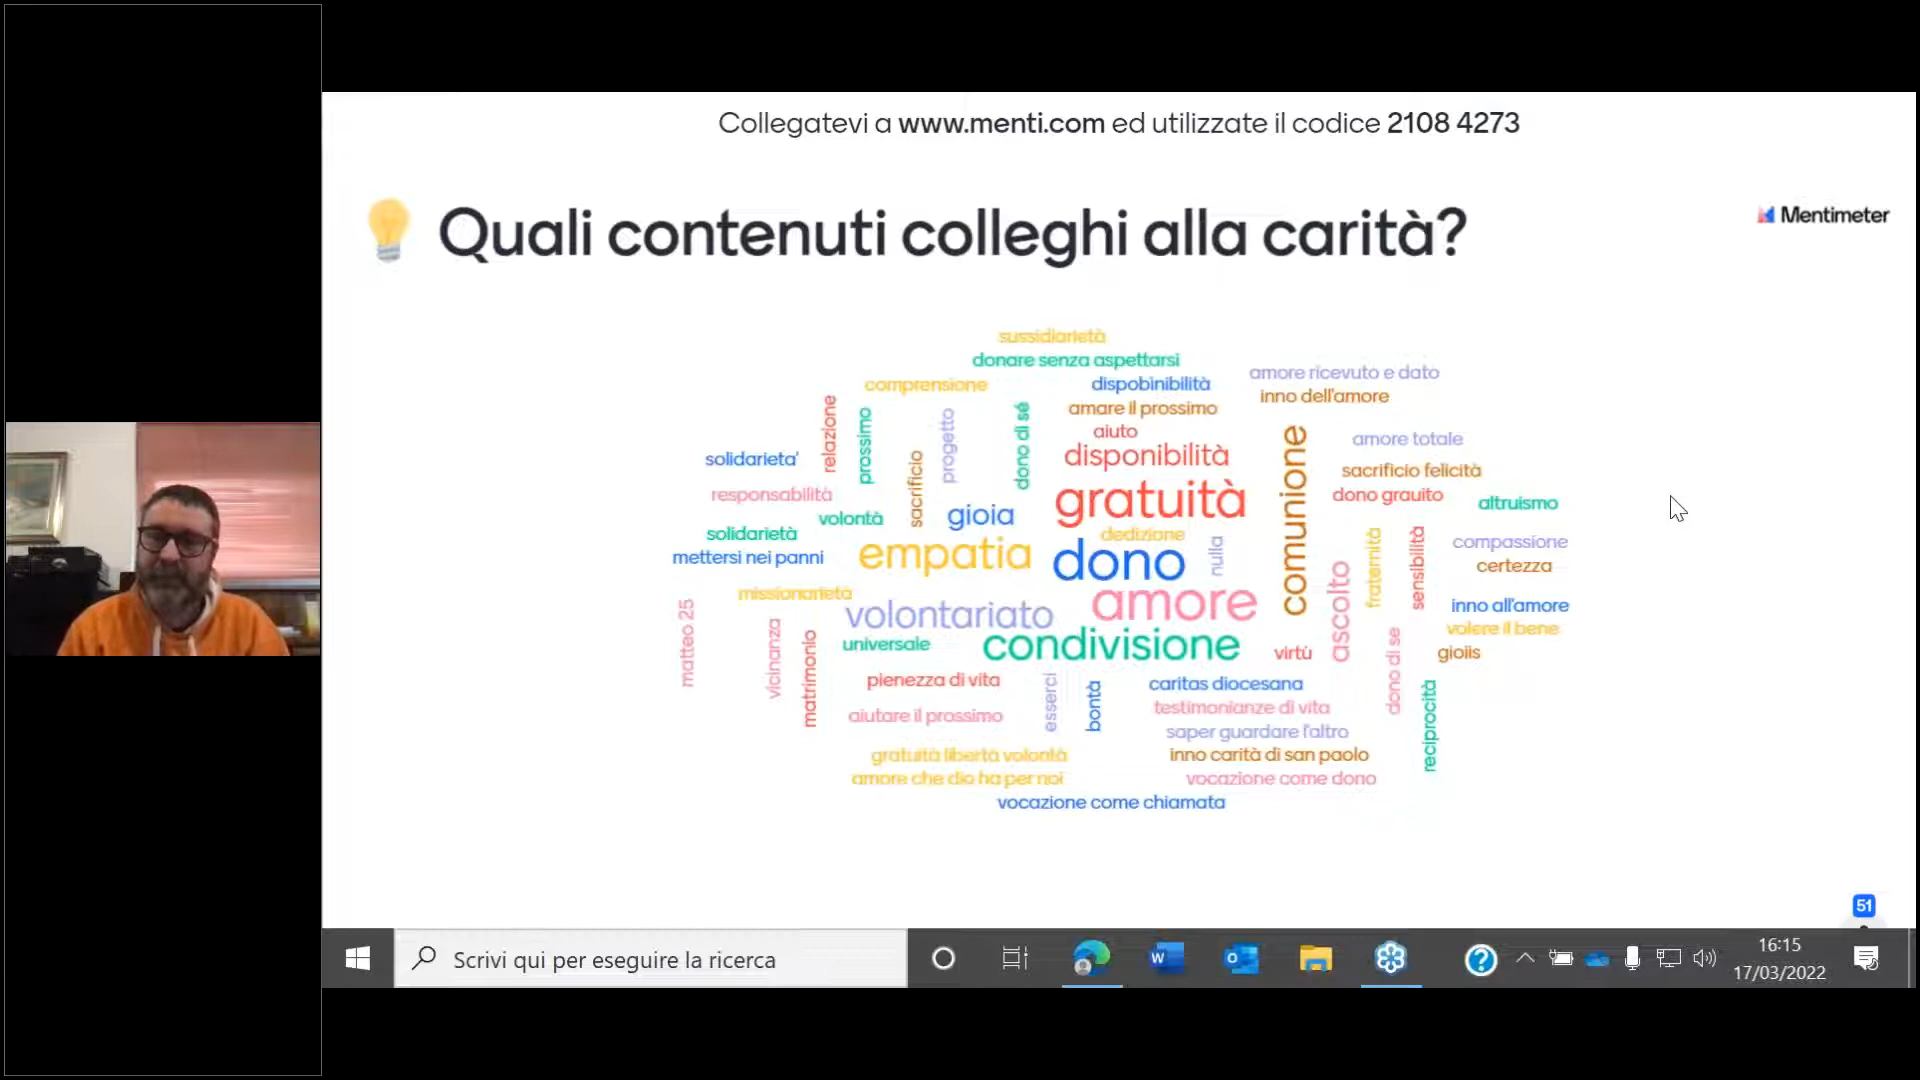 Collegatevi a www.menti.com ed utilizzate il codice 2108 4273
Quali contenuti colleghi alla carità?
Mentimeter
sussidiarietà
donare senza aspettarsi
comprensione
dispobinibilità
amore ricevuto e dato
inno dell'amore
amare il prossimo
relazione
prossimo
progetto
dono di sé
aiuto
comunione
amore totale
solidarieta'
sacrificio
disponibilità
sacrificio felicità
responsabilità
gratuità
dono grauito
altruismo
volontà
gioia
solidarietà
dedizione
nulla
fraternità
sensibilità
compassione
mettersi nei panni
empatia
dono
certezza
missionarietà
amore
ascolto
inno all'amore
matteo 25
vicinanza
matrimonio
volontariato
volere il bene
universale
condivisione
virtù
dono di se
gioiis
pienezza di vita
esserci
bontà
caritas diocesana
reciprocità
aiutare il prossimo
testimonianze di vita
saper guardare l'altro
gratuità libertà volontà
inno carità di san paolo
amore che dio ha per noi
vocazione come dono
vocazione come chiamata
51
Scrivi qui per eseguire la ricerca
16:15
17/03/2022